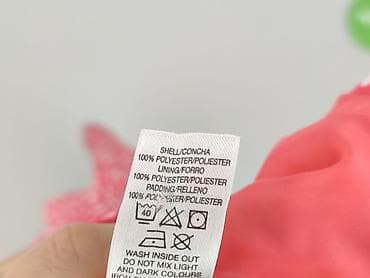 SHELL/CONCHA
100% POLYESTER/POLIESTER
LINING/FORRO
100% POLYESTER/POLIESTER
PADDING/RELLENO
100% POLYESTER/POLIESTER
40
WASH INSIDE OUT
DO NOT MIX LIGHT
AND DARK COLOURS